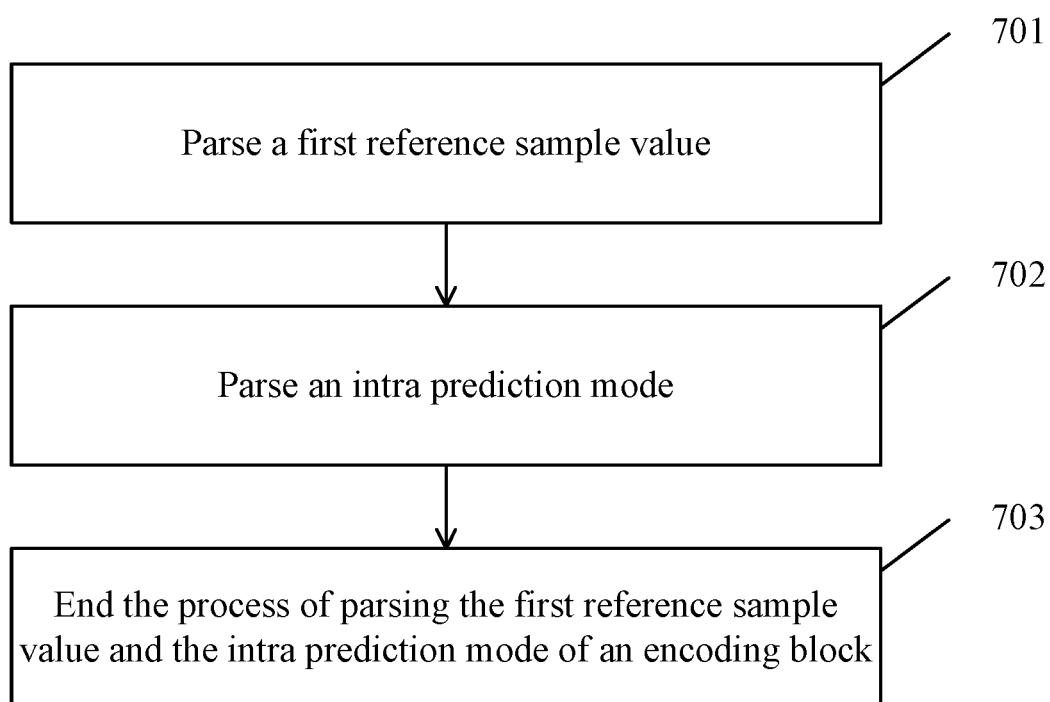 701
Parse a first reference sample value
702
Parse an intra prediction mode
703
End the process of parsing the first reference sample
value and the intra prediction mode of an encoding block